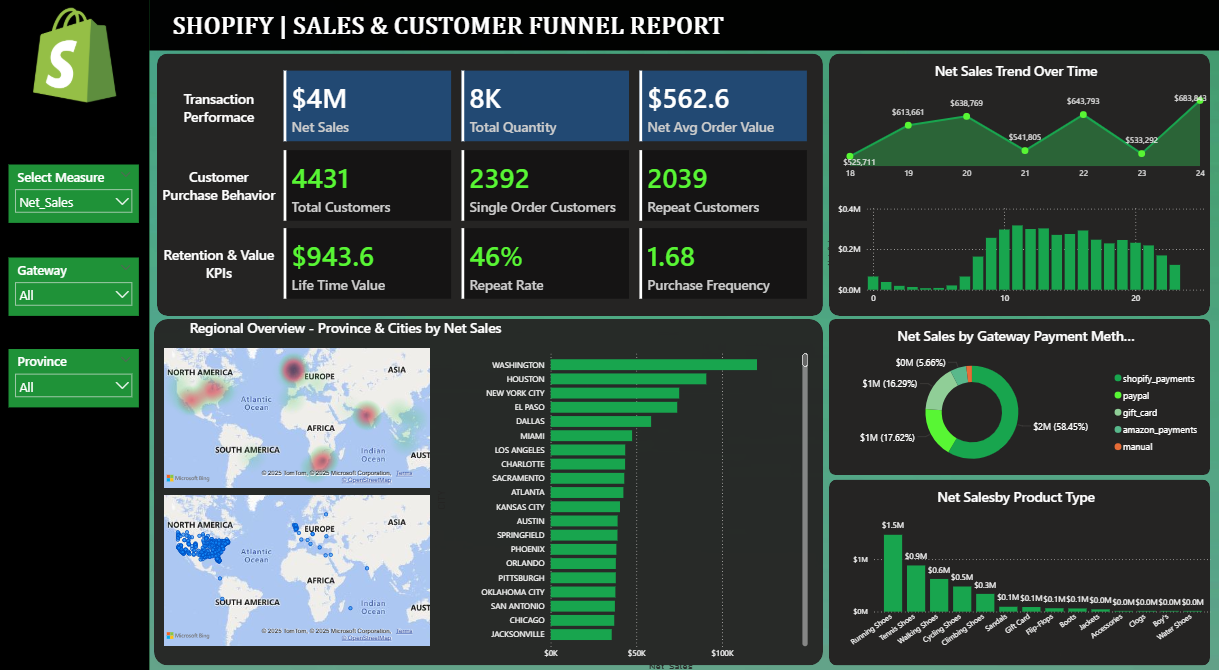 SHOPIFY | SALES & CUSTOMER FUNNEL REPORT
S
Select Measure
Net_Sales
Gateway
All
Province
All
Transaction
Performace
$4M
Net Sales
8K
Total Quantity
$562.6
Net Avg Order Value
Customer
Purchase Behavior
4431
Total Customers
2392
Single Order Customers
2039
Repeat Customers
Retention & Value
KPIs
$943.6
Life Time Value
46%
Repeat Rate
1.68
Purchase Frequency
Net Sales Trend Over Time
$525,711
$613,661
$638,769
$541,805
$643,793
$533,292
$683,843
18 19 20 21 22 23 24
$0.4M
$0.2M
$0.0M
0 10 20
Regional Overview - Province & Cities by Net Sales
NORTH AMERICA
EUROPE
ASIA
Atlantic
Ocean
AFRICA
SOUTH AMERICA
Indian
Ocean
AUST
Microsoft Bing
© 2025 TomTom, © 2025 Microsoft Corporation, Terms
© OpenStreetMap
NORTH AMERICA
EUROPE
ASIA
Atlantic
Ocean
AFRICA
SOUTH AMERICA
Indian
Ocean
AUST
Microsoft Bing
© 2025 TomTom, © 2025 Microsoft Corporation, Terms
© OpenStreetMap
WASHINGTON
HOUSTON
NEW YORK CITY
EL PASO
DALLAS
MIAMI
LOS ANGELES
CHARLOTTE
SACRAMENTO
ATLANTA
KANSAS CITY
AUSTIN
SPRINGFIELD
PHOENIX
ORLANDO
PITTSBURGH
OKLAHOMA CITY
SAN ANTONIO
CHICAGO
JACKSONVILLE
$0K $50K $100K
Net_Sales
Net Sales by Gateway Payment Meth...
$0M (5.66%)
$1M (16.29%)
$1M (17.62%)
$2M (58.45%)
shopify_payments
paypal
gift_card
amazon_payments
manual
Net Salesby Product Type
$1M
$0M
$1.5M
$0.9M
$0.6M
$0.5M
$0.3M
$0.1M
$0.1M
$0.1M
$0.1M
$0.0M
$0.0M
$0.0M
$0.0M
$0.0M
Running Shoes
Tennis Shoes
Walking Shoes
Cycling Shoes
Climbing Shoes
Sandals
Gift Card
Flip-Flops
Boots
Jackets
Accessories
Clogs
Boy's
Water Shoes